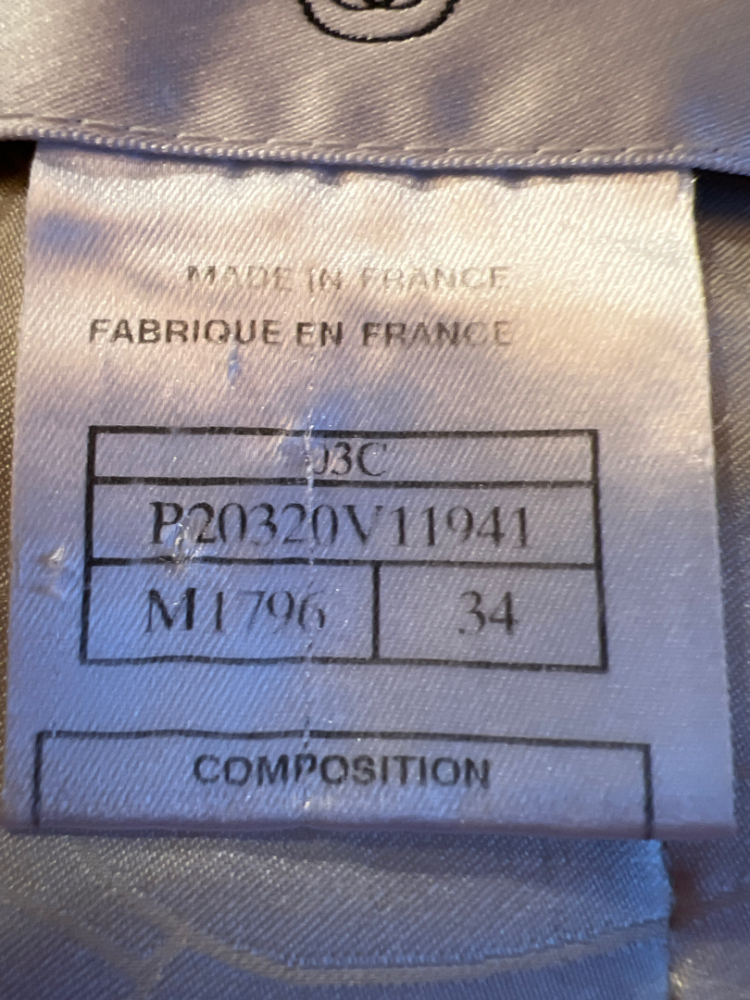 MADE IN FRANCE
FABRIQUE EN FRANCE
03C
P20320V11941
M1796 34
COMPOSITION